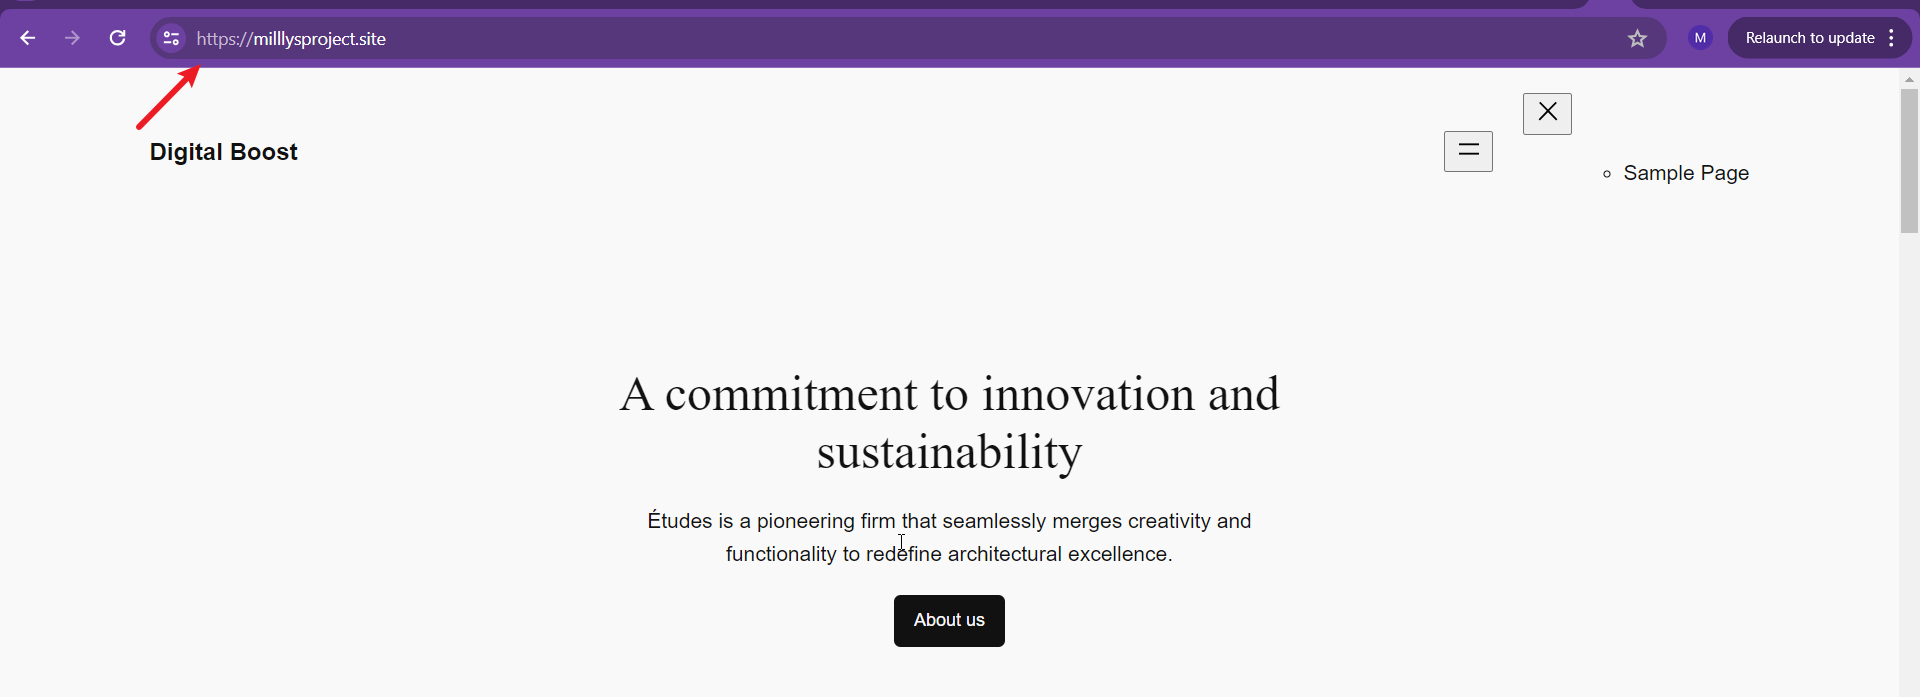 https://milllysproject.site
M
Relaunch to update
Digital Boost
Sample Page
A commitment to innovation and
sustainability
Études is a pioneering firm that seamlessly merges creativity and
functionality to redefine architectural excellence.
About us